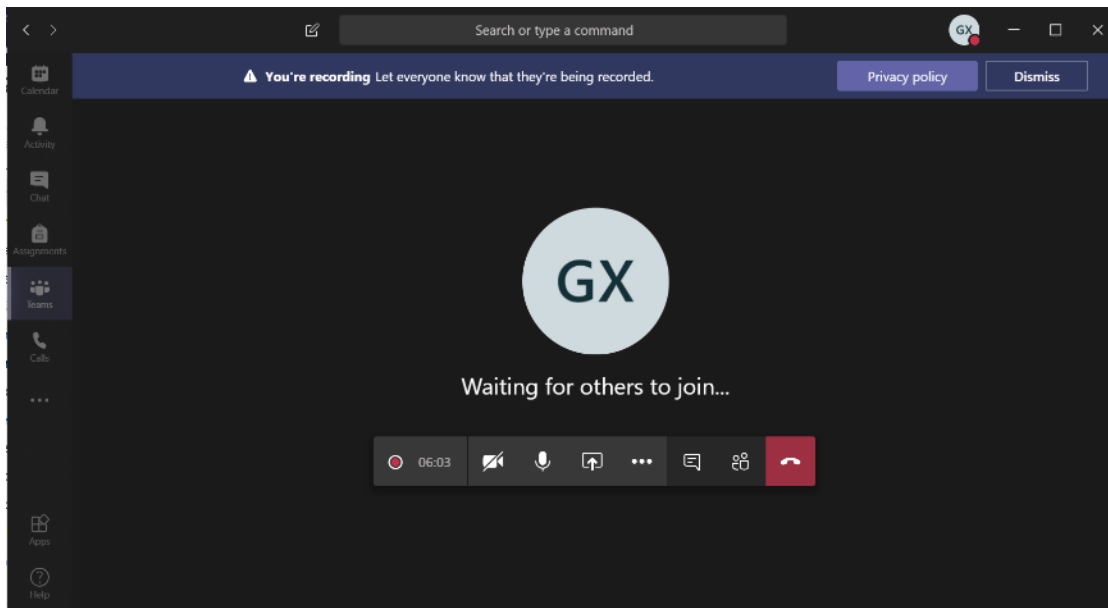 Search or type a command
GX
Calendar
Activity
Chat
Assignments
Teams
Calls
Apps
Help
You're recording Let everyone know that they're being recorded.
Privacy policy
Dismiss
GX
Waiting for others to join...
06:03